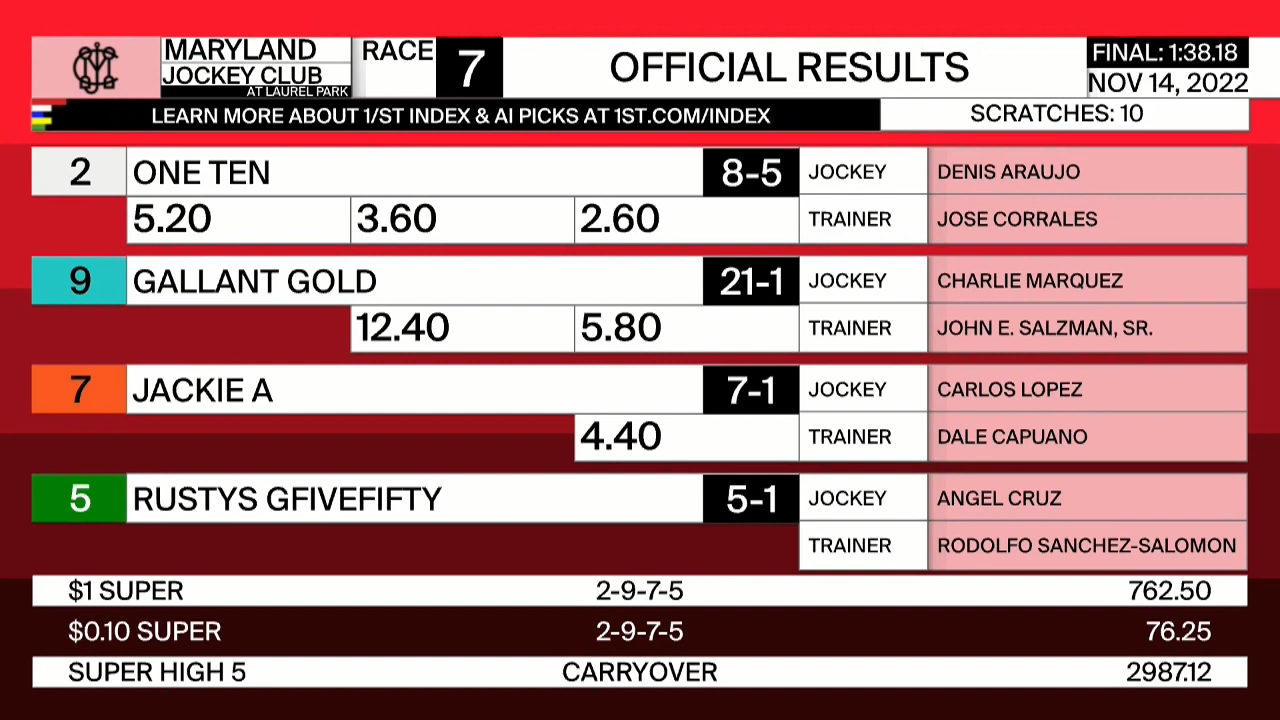 MARYLAND
JOCKEY CLUB
AT LAUREL PARK
RACE 7
OFFICIAL RESULTS
FINAL: 1:38.18
NOV 14, 2022
LEARN MORE ABOUT 1/ST INDEX & AI PICKS AT 1ST.COM/INDEX
SCRATCHES: 10
2 ONE TEN 8-5 JOCKEY DENIS ARAUJO
5.20 3.60 2.60 TRAINER JOSE CORRALES
9 GALLANT GOLD 21-1 JOCKEY CHARLIE MARQUEZ
12.40 5.80 TRAINER JOHN E. SALZMAN, SR.
7 JACKIE A 7-1 JOCKEY CARLOS LOPEZ
4.40 TRAINER DALE CAPUANO
5 RUSTYS GFIVEFIFTY 5-1 JOCKEY ANGEL CRUZ
TRAINER RODOLFO SANCHEZ-SALOMON
$1 SUPER 2-9-7-5 762.50
$0.10 SUPER 2-9-7-5 76.25
SUPER HIGH 5 CARRYOVER 2987.12